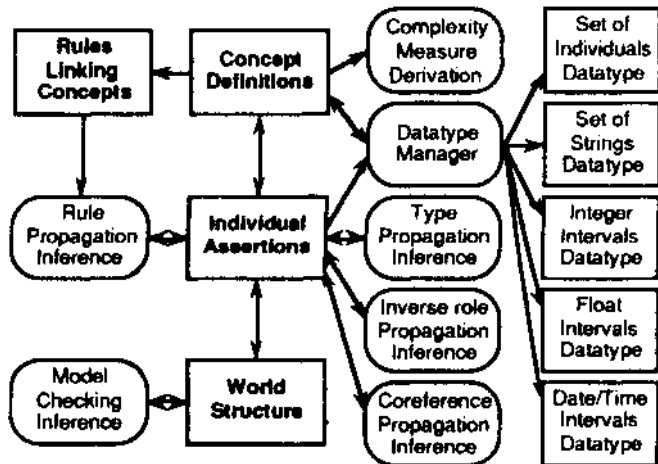 Rules
Linking
Concepts
Concept
Definitions
Complexity
Measure
Derivation
Set of
Individuals
Datatype
Datatype
Manager
Set of
Strings
Datatype
Rule
Propagation
Inference
Individual
Assertions
Type
Propagation
Inference
Integer
Intervals
Datatype
Inverse role
Propagation
Inference
Float
Intervals
Datatype
Model
Checking
Inference
World
Structure
Coreference
Propagation
Inference
Date/Time
Intervals
Datatype